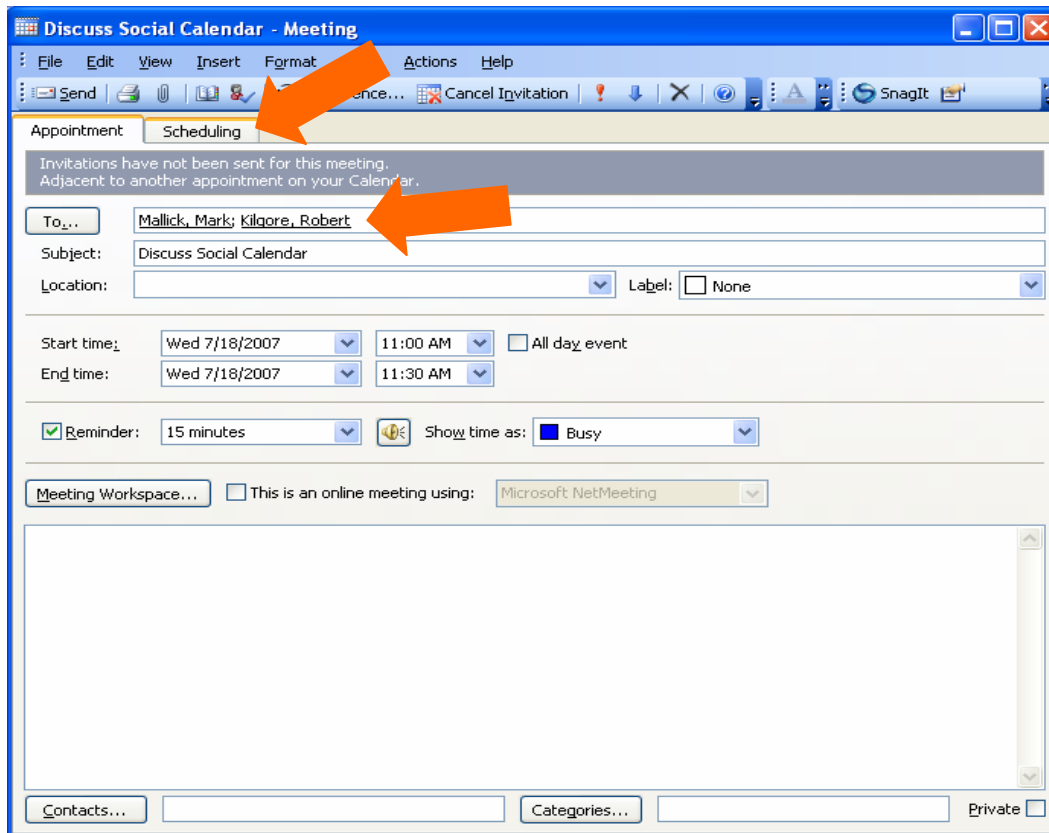 Discuss Social Calendar - Meeting
File Edit View Insert Format Actions Help
Send ence... Cancel Invitation A SnagIt
Appointment Scheduling
Invitations have not been sent for this meeting.
Adjacent to another appointment on your Calendar.
To... Mallick, Mark; Kilgore, Robert
Subject: Discuss Social Calendar
Location: Label: None
Start time: Wed 7/18/2007 11:00 AM All day event
End time: Wed 7/18/2007 11:30 AM
Reminder: 15 minutes Show time as: Busy
Meeting Workspace... This is an online meeting using: Microsoft NetMeeting
Contacts... Categories... Private